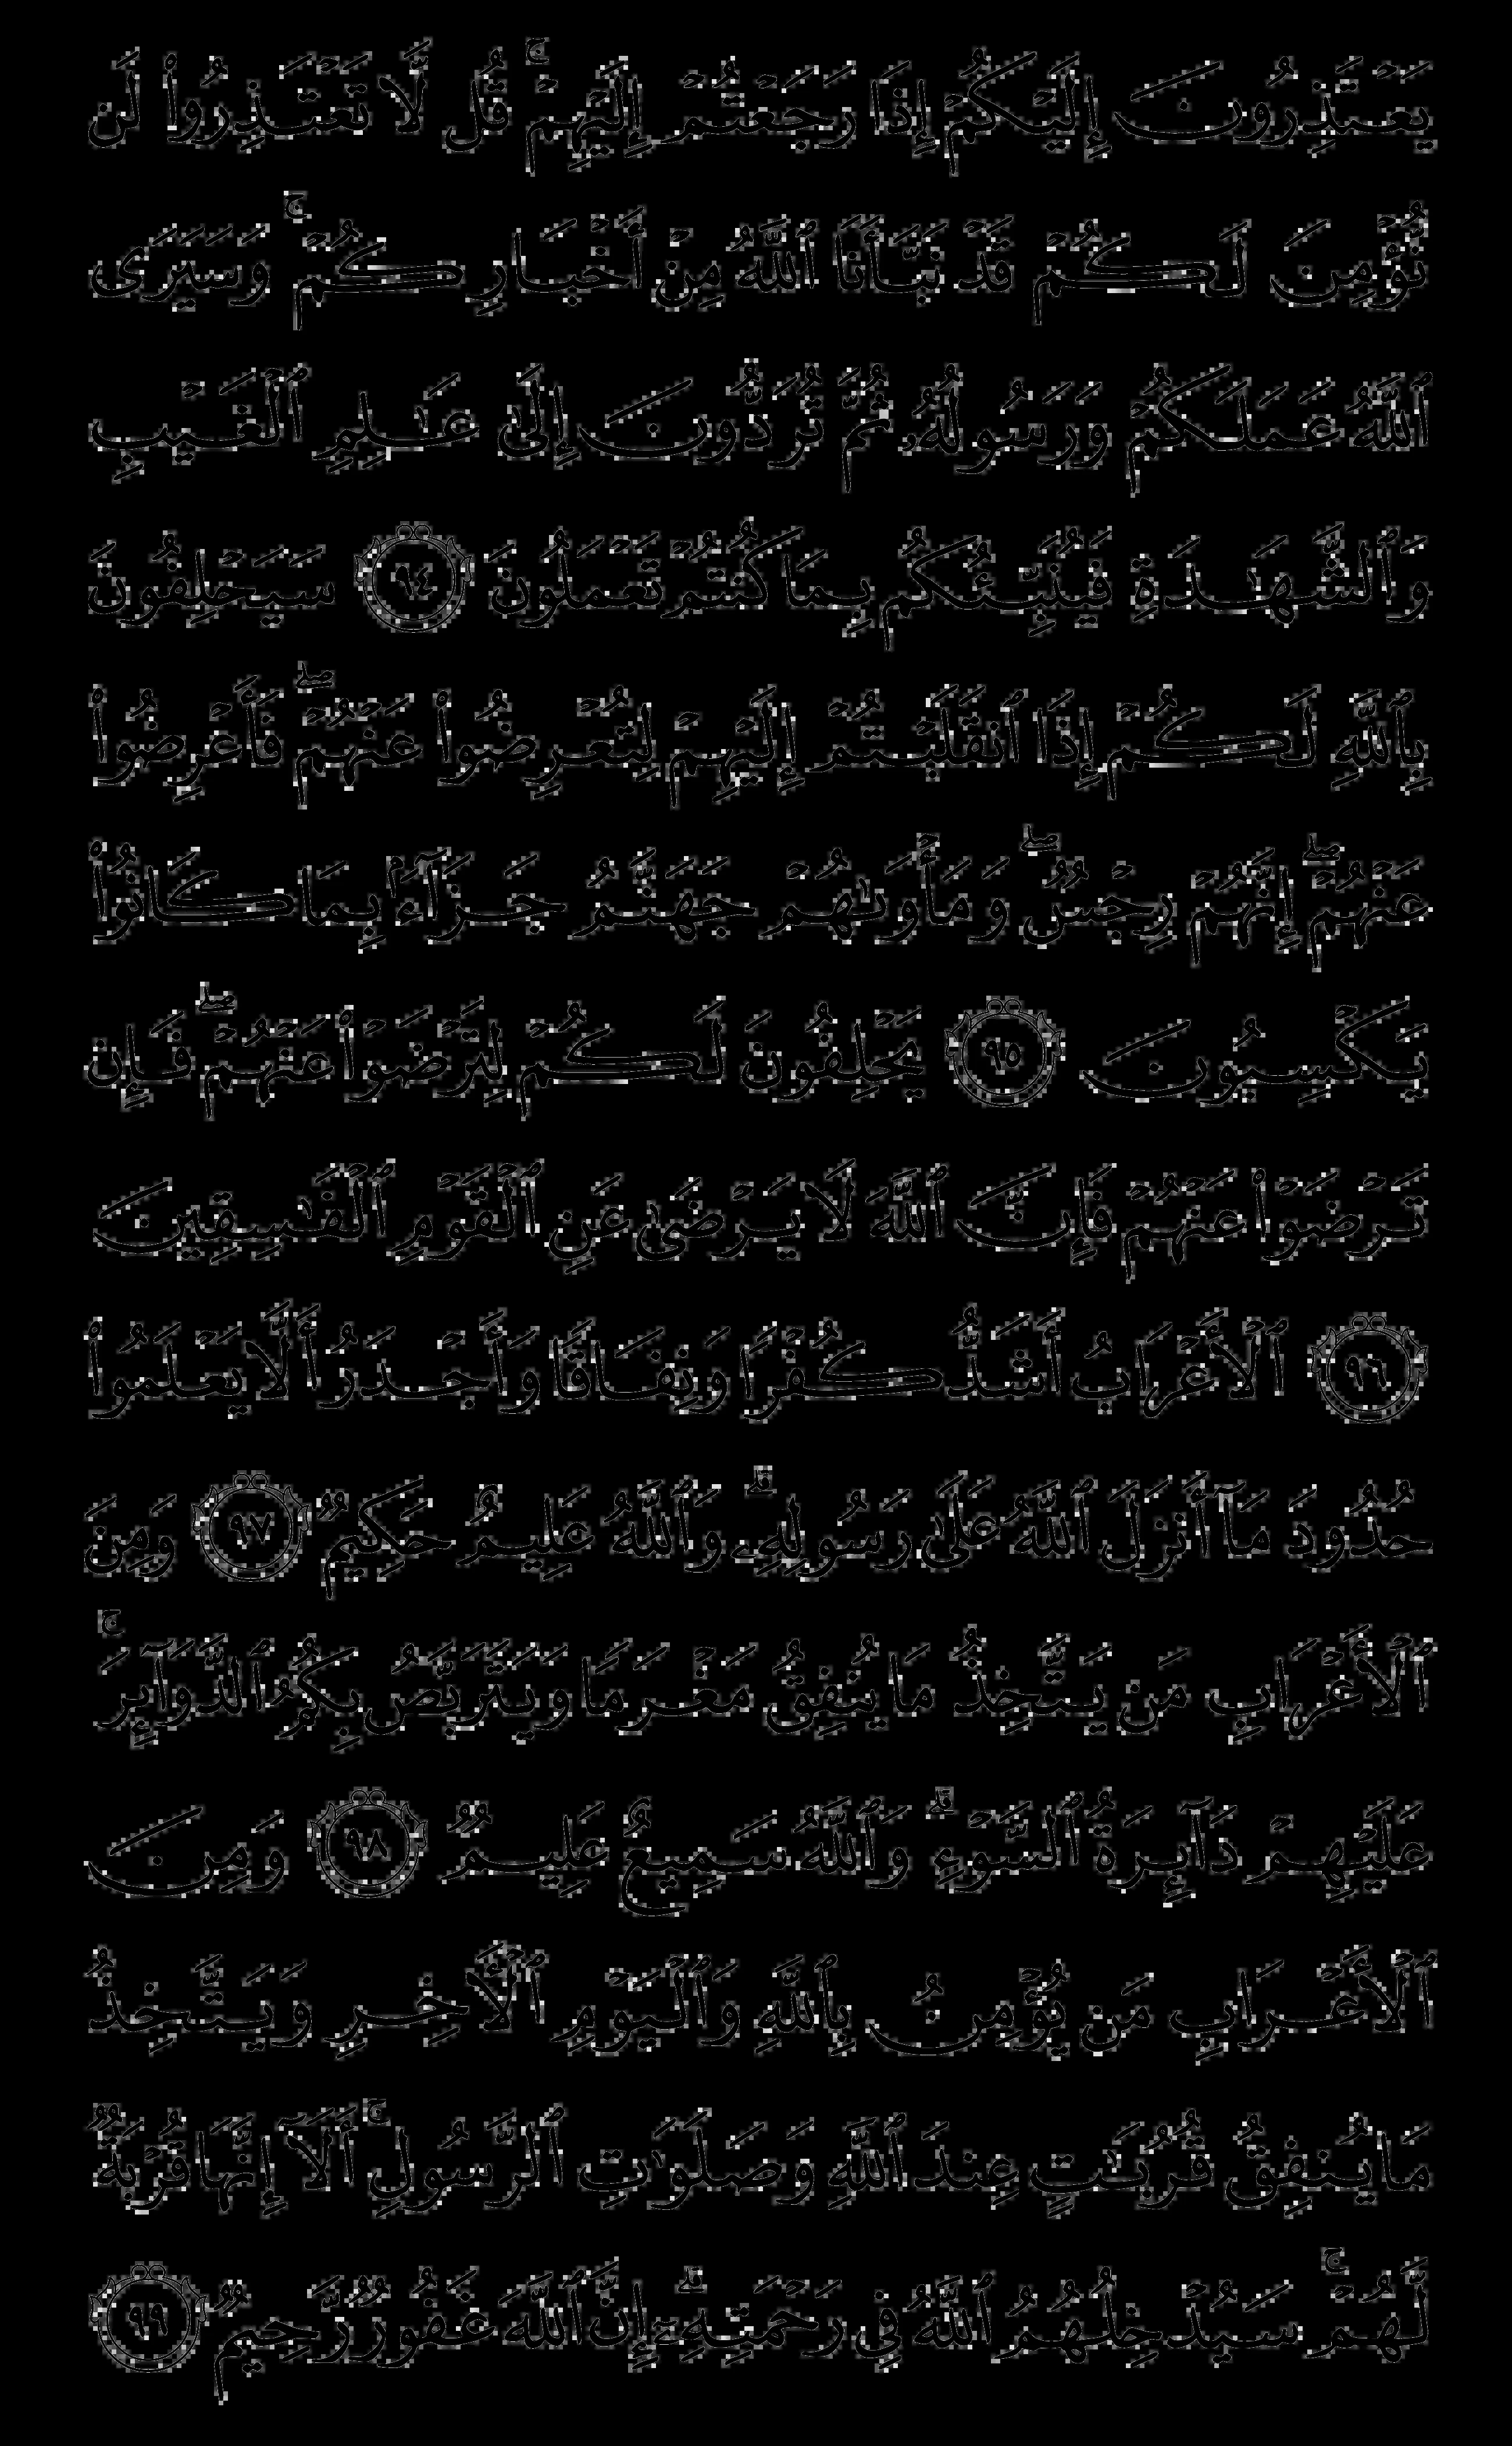 يَعْتَذِرُونَ إِلَيْكُمْ إِذَا رَجَعْتُمْ إِلَيْهِمْ ۚ قُل لَّا تَعْتَذِرُوا۟ لَن
نُّؤْمِنَ لَكُمْ قَدْ نَبَّأَنَا ٱللَّهُ مِنْ أَخْبَارِكُمْ ۚ وَسَيَرَى
ٱللَّهُ عَمَلَكُمْ وَرَسُولُهُۥ ثُمَّ تُرَدُّونَ إِلَىٰ عَـٰلِمِ ٱلْغَيْبِ
وَٱلشَّهَـٰدَةِ فَيُنَبِّئُكُم بِمَا كُنتُمْ تَعْمَلُونَ ٩٤ سَيَحْلِفُونَ
بِٱللَّهِ لَكُمْ إِذَا ٱنقَلَبْتُمْ إِلَيْهِمْ لِتُعْرِضُوا۟ عَنْهُمْ ۖ فَأَعْرِضُوا۟
عَنْهُمْ ۖ إِنَّهُمْ رِجْسٌ ۖ وَمَأْوَىٰهُمْ جَهَنَّمُ جَزَآءًۢ بِمَا كَانُوا۟
يَكْسِبُونَ ٩٥ يَحْلِفُونَ لَكُمْ لِتَرْضَوْا۟ عَنْهُمْ ۖ فَإِن
تَرْضَوْا۟ عَنْهُمْ فَإِنَّ ٱللَّهَ لَا يَرْضَىٰ عَنِ ٱلْقَوْمِ ٱلْفَـٰسِقِينَ
٩٦ ٱلْأَعْرَابُ أَشَدُّ كُفْرًا وَنِفَاقًا وَأَجْدَرُ أَلَّا يَعْلَمُوا۟
حُدُودَ مَآ أَنزَلَ ٱللَّهُ عَلَىٰ رَسُولِهِۦ ۗ وَٱللَّهُ عَلِيمٌ حَكِيمٌ ٩٧ وَمِنَ
ٱلْأَعْرَابِ مَن يَتَّخِذُ مَا يُنفِقُ مَغْرَمًا وَيَتَرَبَّصُ بِكُمُ ٱلدَّوَآئِرَ ۚ
عَلَيْهِمْ دَآئِرَةُ ٱلسَّوْءِ ۗ وَٱللَّهُ سَمِيعٌ عَلِيمٌ ٩٨ وَمِنَ
ٱلْأَعْرَابِ مَن يُؤْمِنُ بِٱللَّهِ وَٱلْيَوْمِ ٱلْـَٔاخِرِ وَيَتَّخِذُ
مَا يُنفِقُ قُرُبَـٰتٍ عِندَ ٱللَّهِ وَصَلَوَٰتِ ٱلرَّسُولِ ۚ أَلَآ إِنَّهَا قُرْبَةٌ
لَّهُمْ ۚ سَيُدْخِلُهُمُ ٱللَّهُ فِى رَحْمَتِهِۦٓ ۗ إِنَّ ٱللَّهَ غَفُورٌ رَّحِيمٌ ٩٩